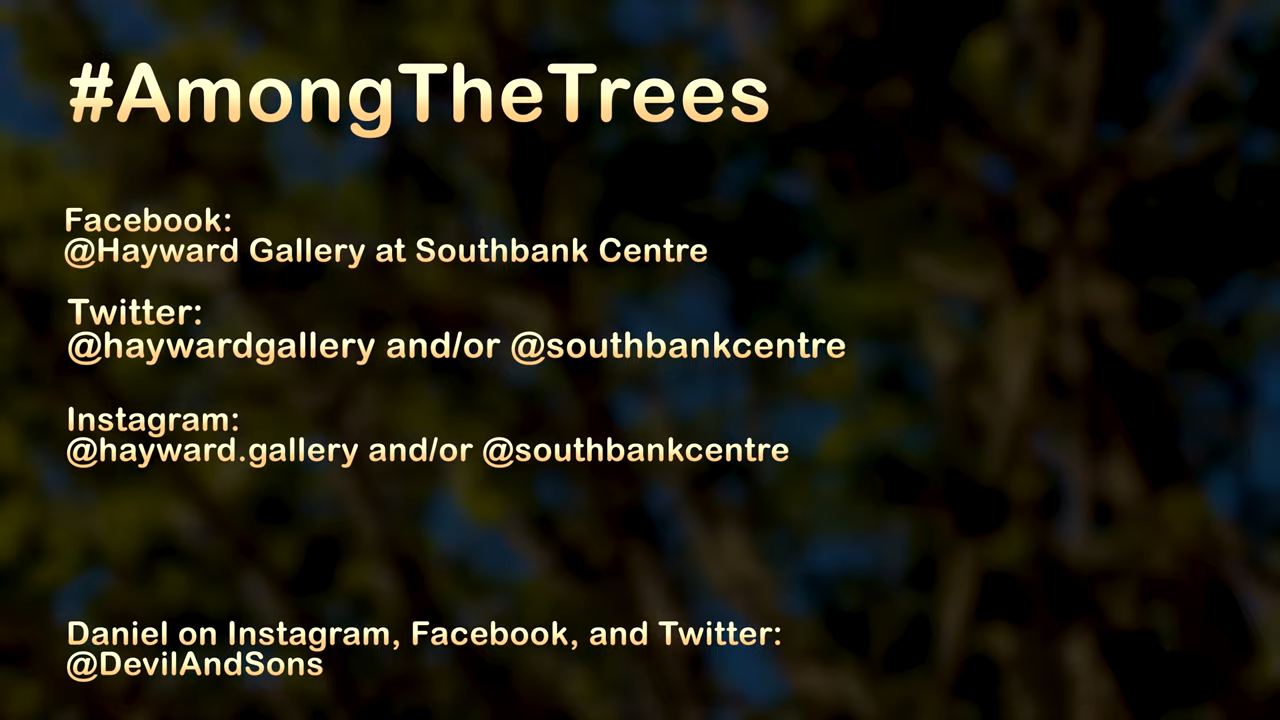 #AmongTheTrees
Facebook:
@Hayward Gallery at Southbank Centre
Twitter:
@haywardgallery and/or @southbankcentre
Instagram:
@hayward.gallery and/or @southbankcentre
Daniel on Instagram, Facebook, and Twitter:
@DevilAndSons